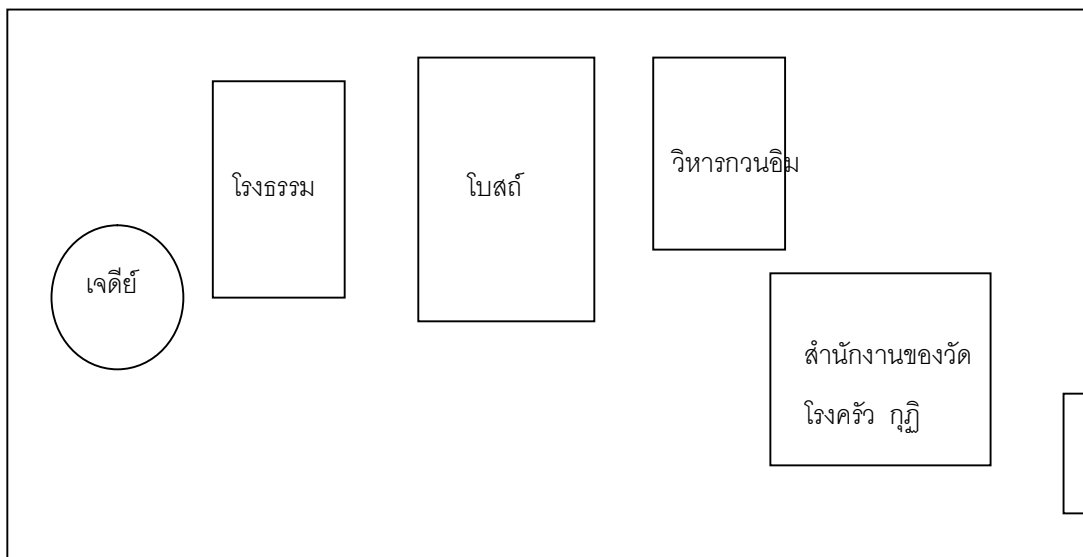 โรงธรรม
โบสถ์
วิหารกวนอิม
เจดีย์
สำนักงานของวัด
โรงครัว กุฏิ